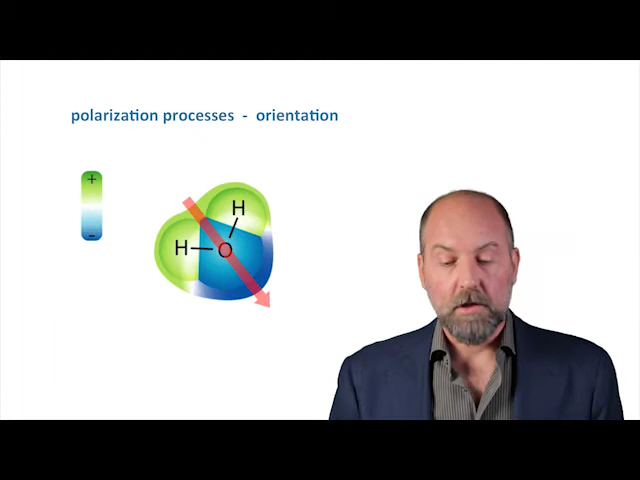 polarization processes - orientation
+
-
H
H
O